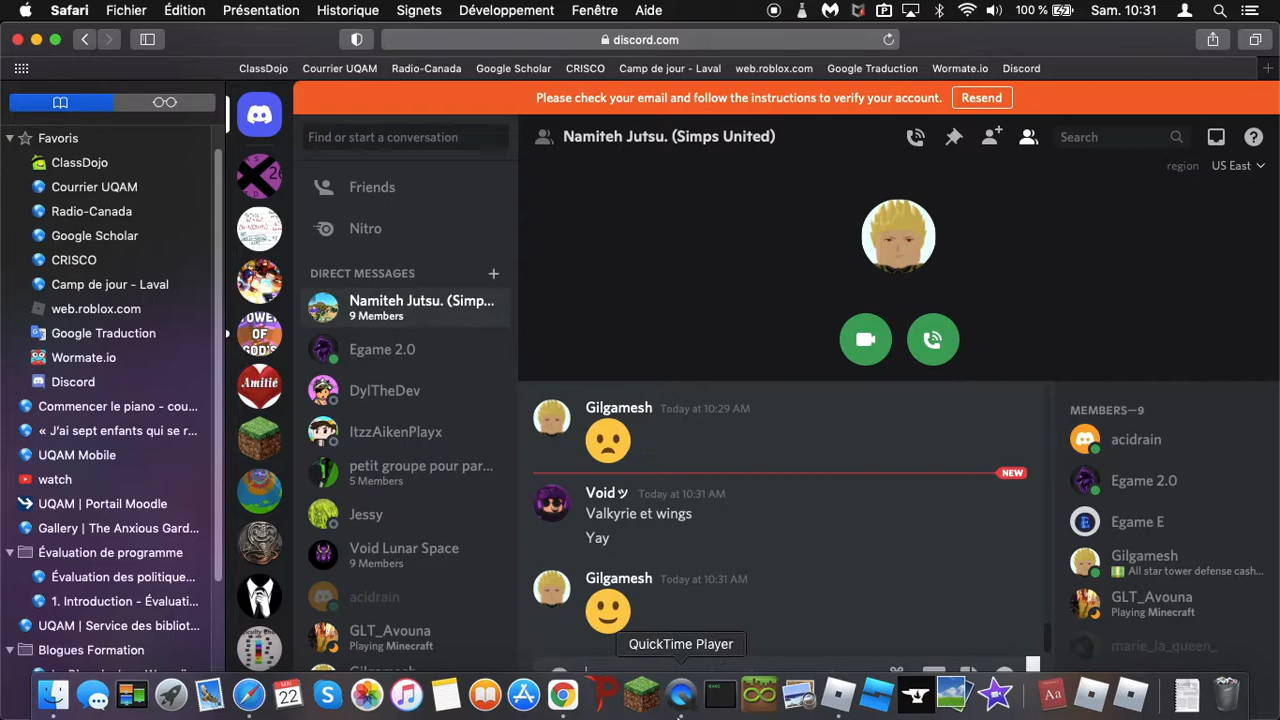 Safari Fichier Édition Présentation Historique Signets Développement Fenêtre Aide 100 % Sam. 10:31
discord.com
ClassDojo Courrier UQAM Radio-Canada Google Scholar CRISCO Camp de jour - Laval web.roblox.com Google Traduction Wormate.io Discord
Favoris
ClassDojo
Courrier UQAM
Radio-Canada
Google Scholar
CRISCO
Camp de jour - Laval
web.roblox.com
Google Traduction
Wormate.io
Discord
Commencer le piano - cou...
« J'ai sept enfants qui se r...
UQAM Mobile
watch
UQAM | Portail Moodle
Gallery | The Anxious Gard...
Évaluation de programme
Évaluation des politique...
1. Introduction - Évaluati...
UQAM | Service des bibliot...
Blogues Formation
Amitié
Please check your email and follow the instructions to verify your account. Resend
Find or start a conversation
Friends
Nitro
DIRECT MESSAGES +
Namiteh Jutsu. (Simp...
9 Members
Egame 2.0
DylTheDev
ItzzAikenPlayx
petit groupe pour par...
5 Members
Jessy
Void Lunar Space
9 Members
acidrain
GLT_Avouna
Playing Minecraft
Namiteh Jutsu. (Simps United)
Search
region US East
Gilgamesh Today at 10:29 AM
NEW
Voidッ Today at 10:31 AM
Valkyrie et wings
Yay
Gilgamesh Today at 10:31 AM
QuickTime Player
MEMBERS—9
acidrain
Egame 2.0
Egame E
Gilgamesh
All star tower defense cash...
GLT_Avouna
Playing Minecraft
marie_la_queen_
MAI
22